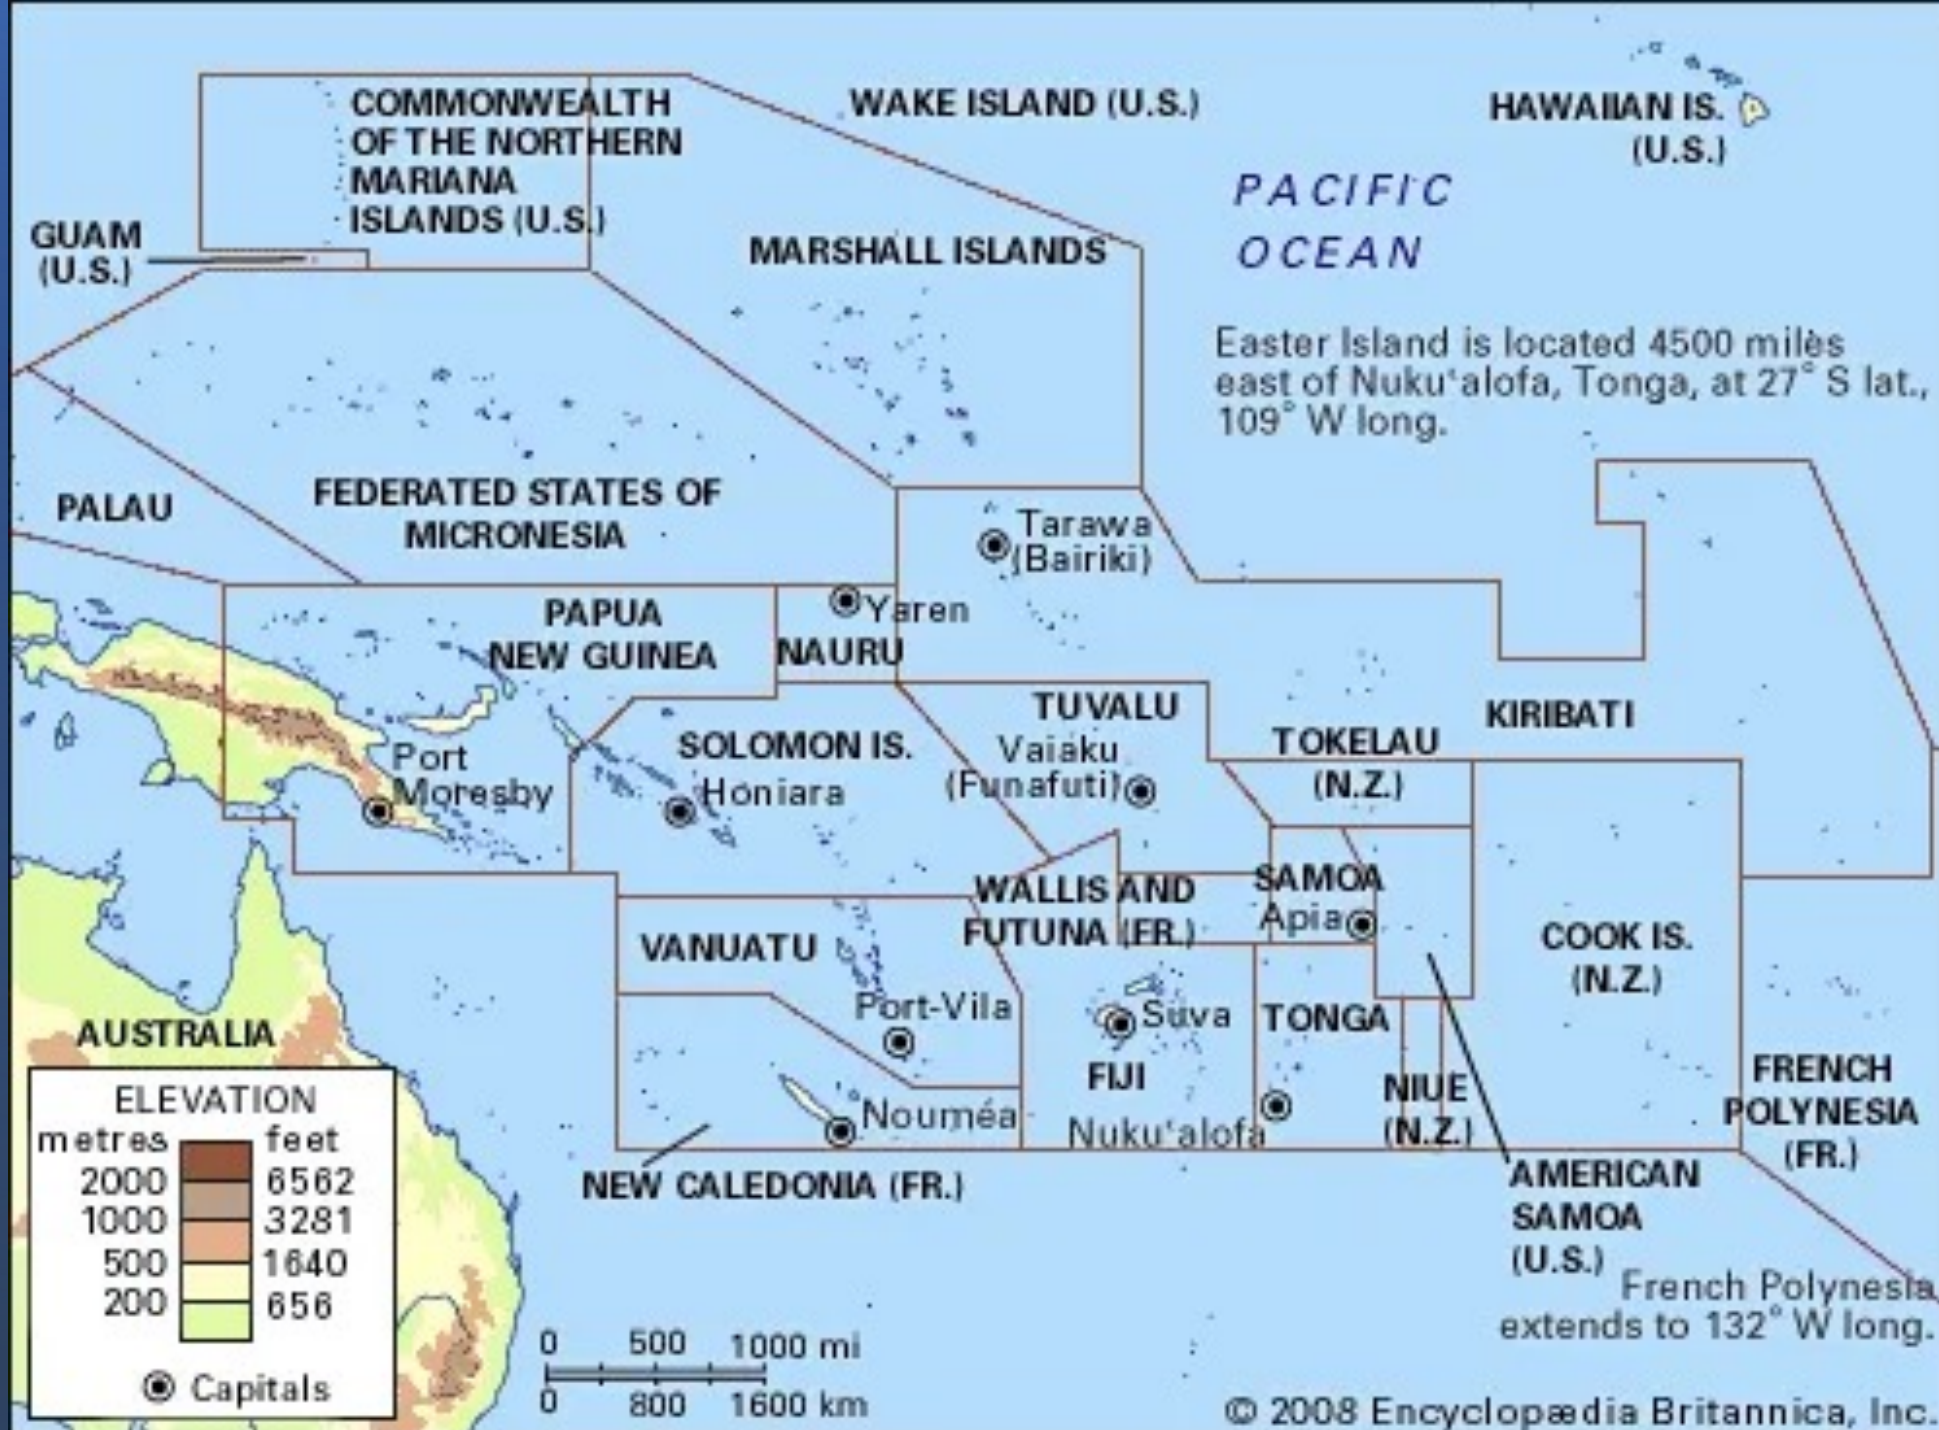 COMMONWEALTH
OF THE NORTHERN
MARIANA
ISLANDS (U.S.)
WAKE ISLAND (U.S.)
HAWAIIAN IS.
(U.S.)
PACIFIC
OCEAN
GUAM
(U.S.)
MARSHALL ISLANDS
Easter Island is located 4500 miles
east of Nukuʻalofa, Tonga, at 27° S lat.,
109° W long.
PALAU
FEDERATED STATES OF
MICRONESIA
Tarawa
(Bairiki)
PAPUA
NEW GUINEA
Yaren
NAURU
KIRIBATI
TUVALU
Vaiaku
(Funafuti)
TOKELAU
(N.Z.)
SOLOMON IS.
Honiara
Port
Moresby
WALLIS AND
FUTUNA (FR.)
SAMOA
Apia
COOK IS.
(N.Z.)
VANUATU
Port-Vila
Suva
FIJI
TONGA
Nukuʻalofa
NIUE
(N.Z.)
FRENCH
POLYNESIA
(FR.)
AUSTRALIA
Nouméa
NEW CALEDONIA (FR.)
AMERICAN
SAMOA
(U.S.)
French Polynesia
extends to 132° W long.
ELEVATION
metres feet
2000 6562
1000 3281
500 1640
200 656
Capitals
0 500 1000 mi
0 800 1600 km
© 2008 Encyclopædia Britannica, Inc.